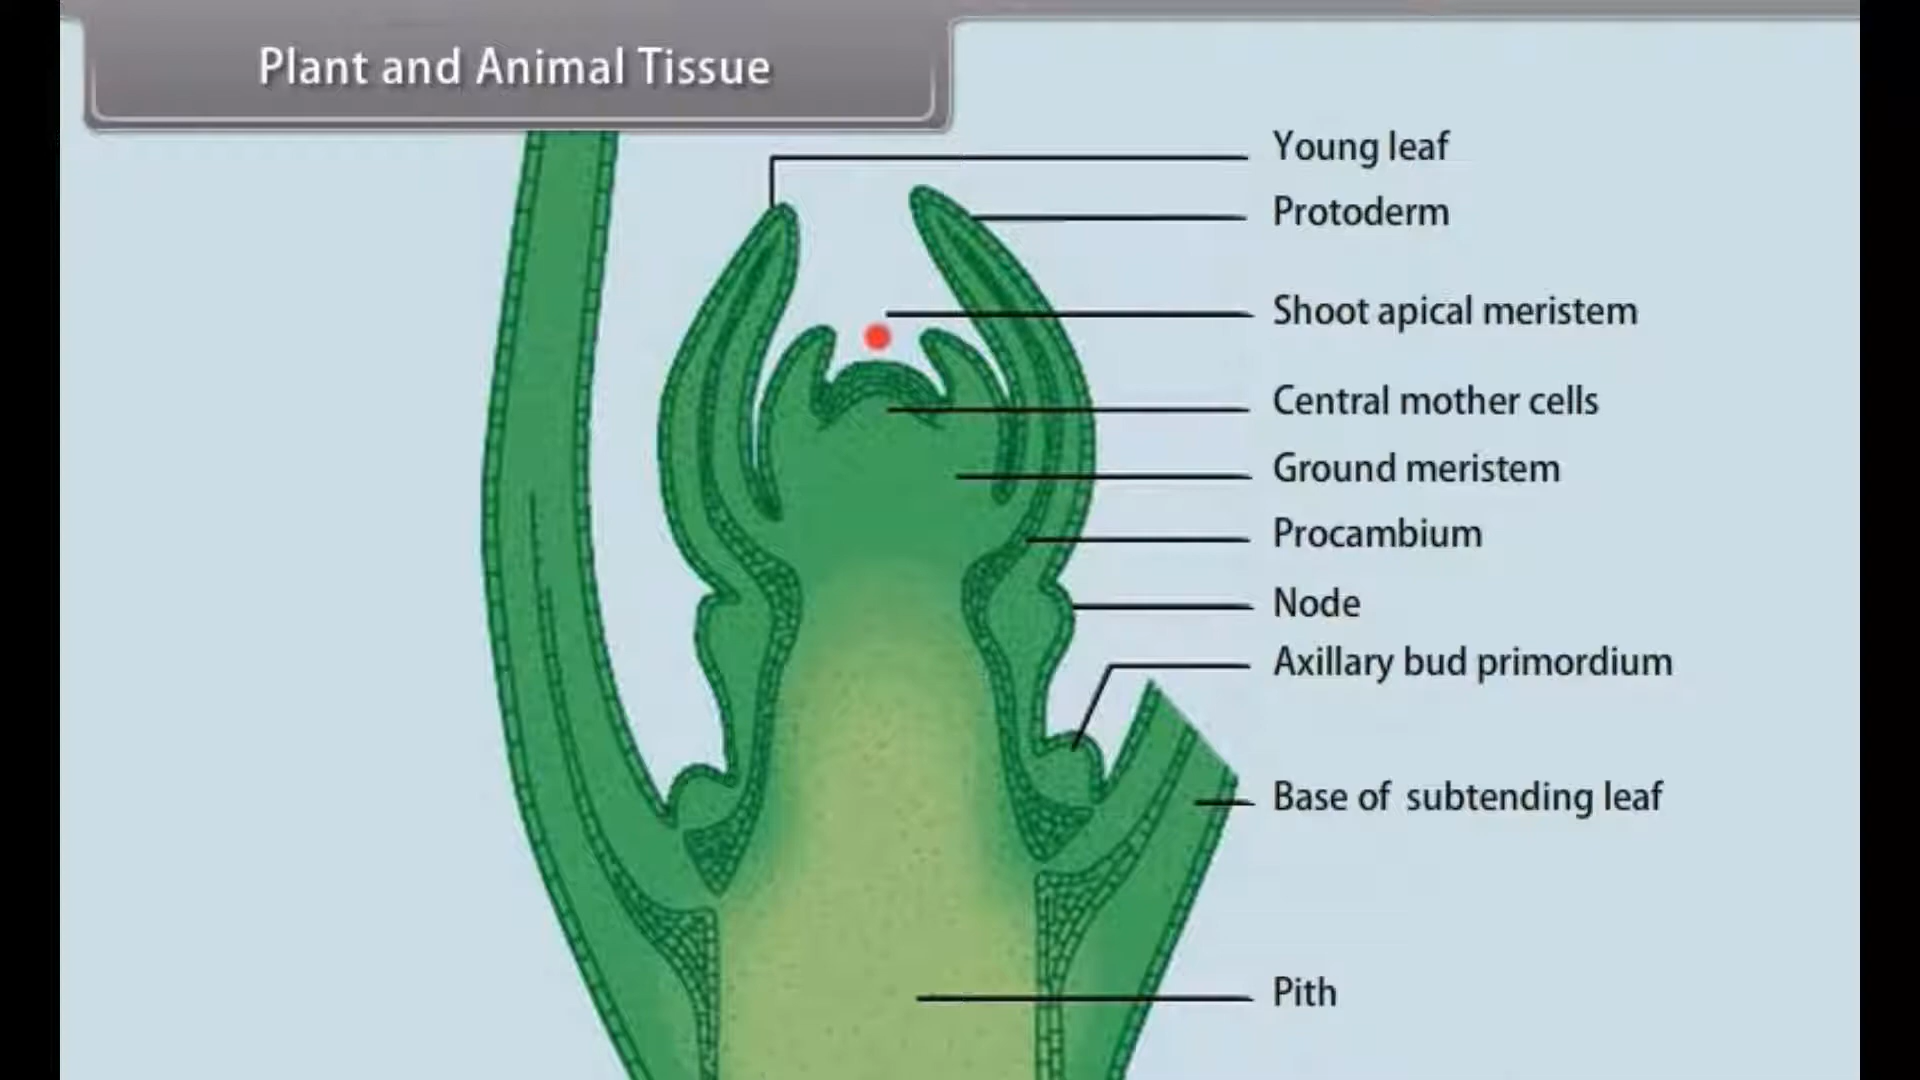 Plant and Animal Tissue
Young leaf
Protoderm
Shoot apical meristem
Central mother cells
Ground meristem
Procambium
Node
Axillary bud primordium
Base of subtending leaf
Pith